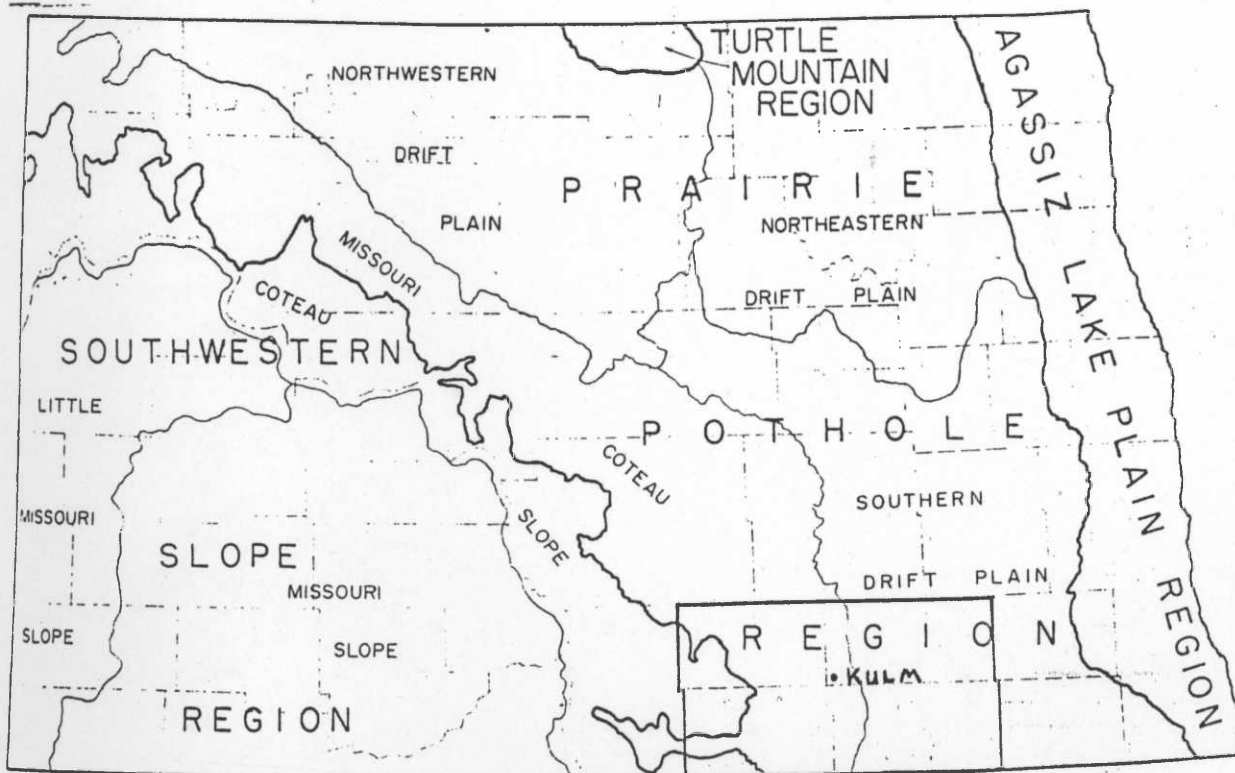 TURTLE
MOUNTAIN
REGION
NORTHWESTERN
DRIFT
PLAIN
PRAIRIE
NORTHEASTERN
DRIFT PLAIN
AGASSIZ LAKE PLAIN REGION
MISSOURI
COTEAU
COTEAU
SLOPE
SOUTHWESTERN
SLOPE
REGION
LITTLE
MISSOURI
SLOPE
MISSOURI
SLOPE
POTHOLE
SOUTHERN
DRIFT PLAIN
REGION
• KULM